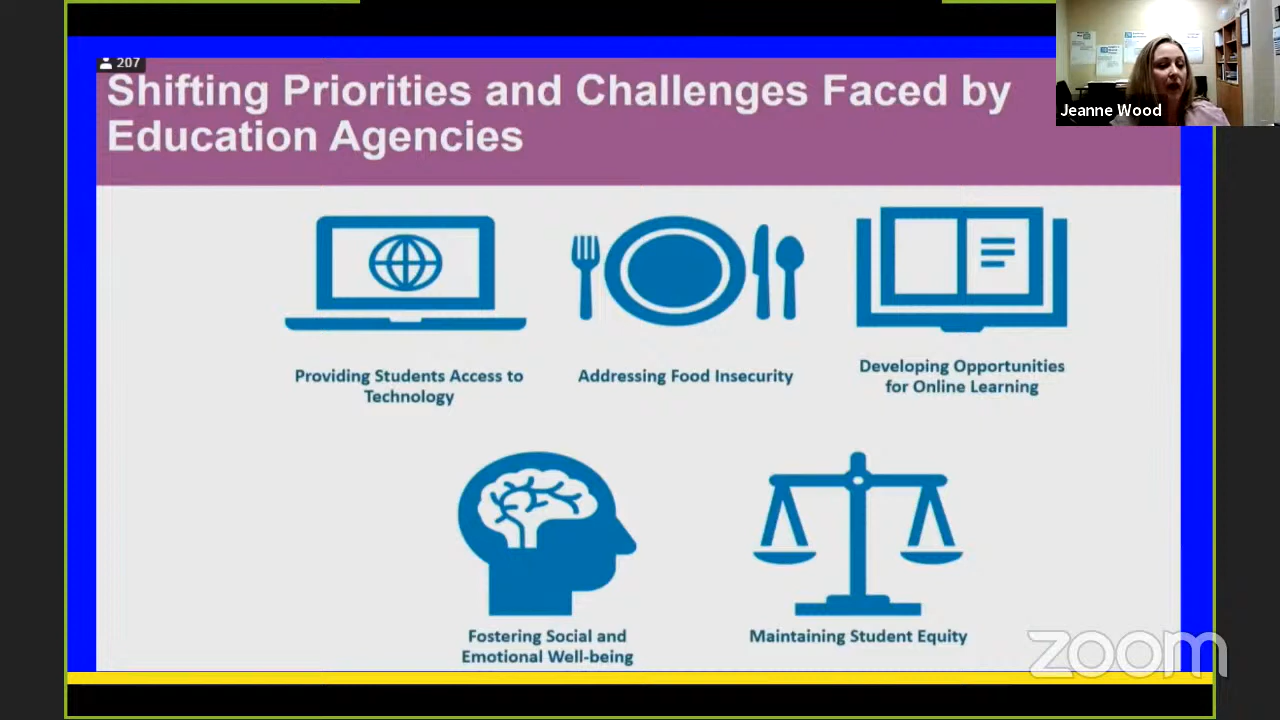 207
Shifting Priorities and Challenges Faced by
Education Agencies
Jeanne Wood
Providing Students Access to
Technology
Addressing Food Insecurity
Developing Opportunities
for Online Learning
Fostering Social and
Emotional Well-being
Maintaining Student Equity
zoom